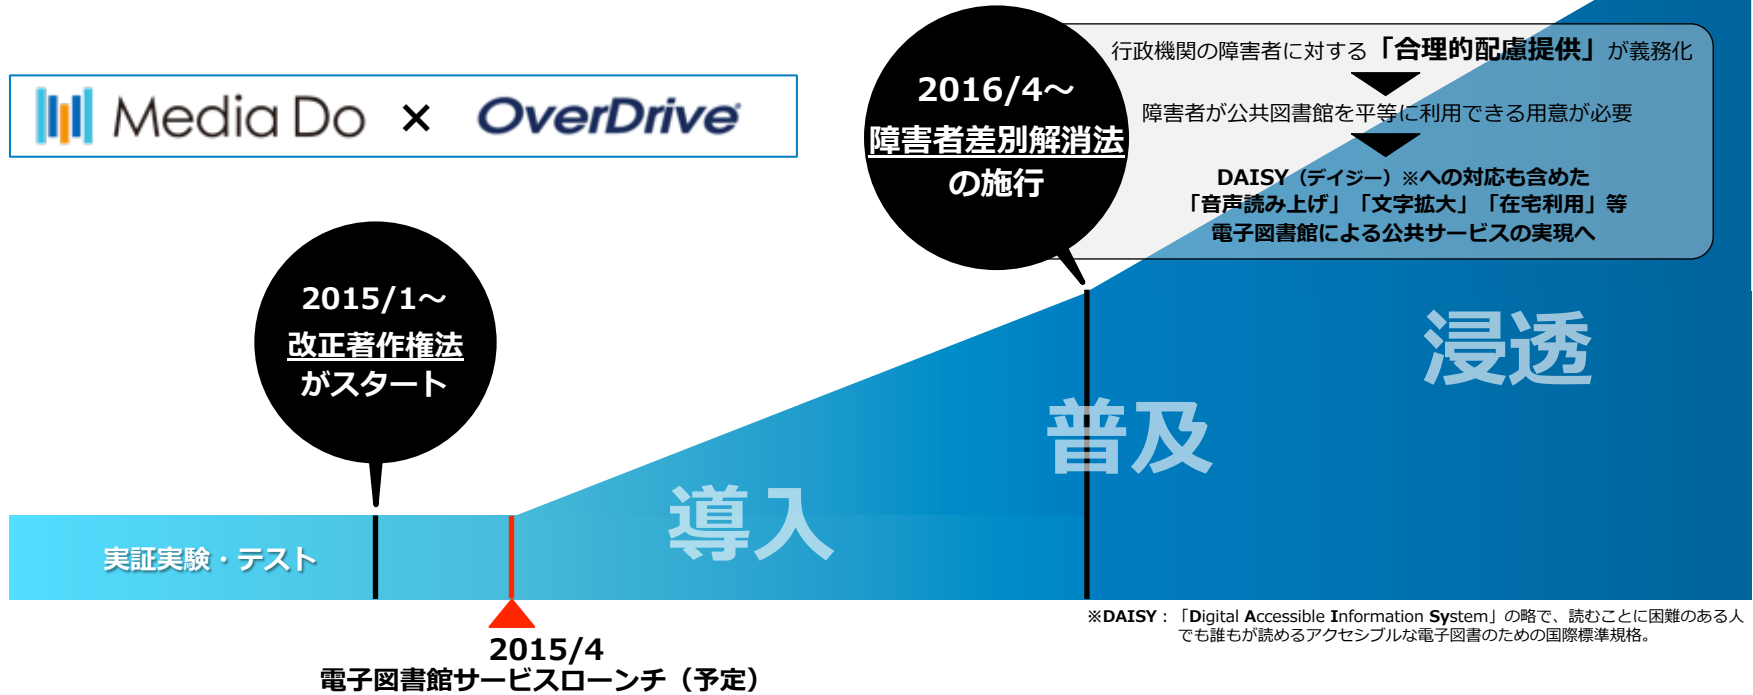 Media Do × OverDrive
2016/4～
障害者差別解消法
の施行
行政機関の障害者に対する「合理的配慮提供」が義務化
障害者が公共図書館を平等に利用できる用意が必要
DAISY（デイジー）※への対応も含めた
「音声読み上げ」「文字拡大」「在宅利用」等
電子図書館による公共サービスの実現へ
2015/1～
改正著作権法
がスタート
浸透
普及
導入
実証実験・テスト
2015/4
電子図書館サービスローンチ（予定）
※DAISY：「Digital Accessible Information System」の略で、読むことに困難のある人
でも誰もが読めるアクセシブルな電子図書のための国際標準規格。